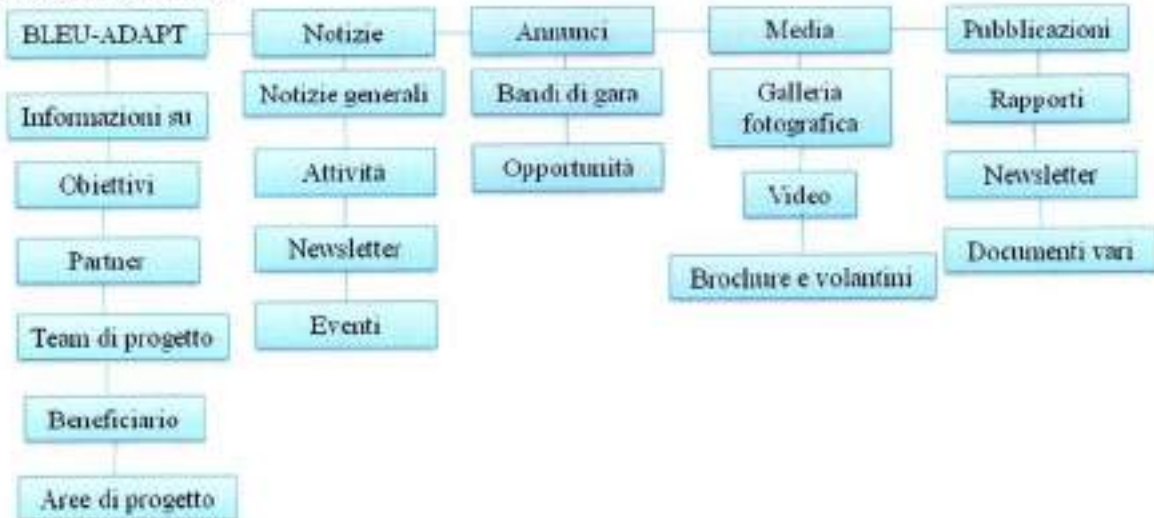 BLEU-ADAPT
Notizie
Annunci
Media
Pubblicazioni
Informazioni su
Obiettivi
Partner
Team di progetto
Beneficiario
Aree di progetto
Notizie generali
Attività
Newsletter
Eventi
Bandi di gara
Opportunità
Galleria
fotografica
Video
Brochure e volantini
Rapporti
Newsletter
Documenti vari